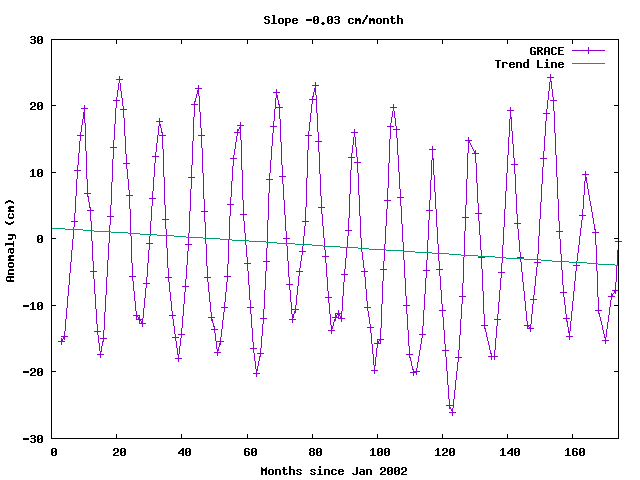 Slope -0.03 cm/month
GRACE
Trend Line
30
20
10
0
-10
-20
-30
Anomaly (cm)
0 20 40 60 80 100 120 140 160
Months since Jan 2002